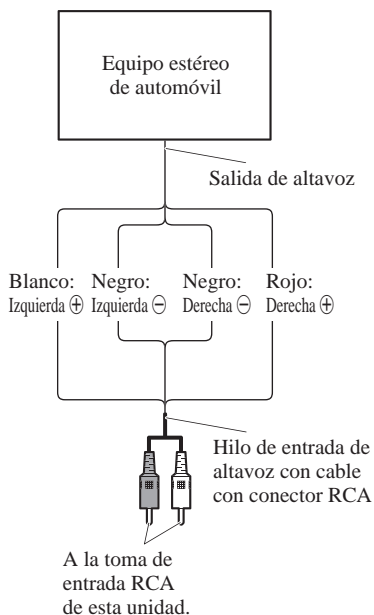 Equipo estéreo
de automóvil
Salida de altavoz
Blanco:
Izquierda ⊕
Negro:
Izquierda ⊖
Negro:
Derecha ⊖
Rojo:
Derecha ⊕
Hilo de entrada de
altavoz con cable
con conector RCA
A la toma de
entrada RCA
de esta unidad.